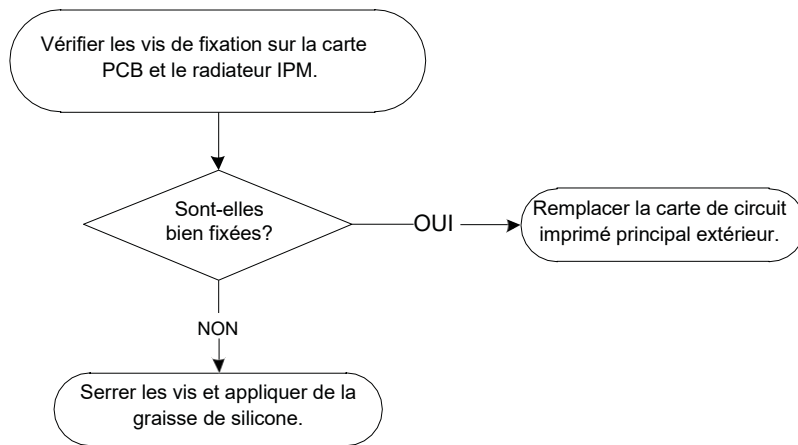 Vérifier les vis de fixation sur la carte
PCB et le radiateur IPM.
Sont-elles
bien fixées?
OUI
Remplacer la carte de circuit
imprimé principal extérieur.
NON
Serrer les vis et appliquer de la
graisse de silicone.